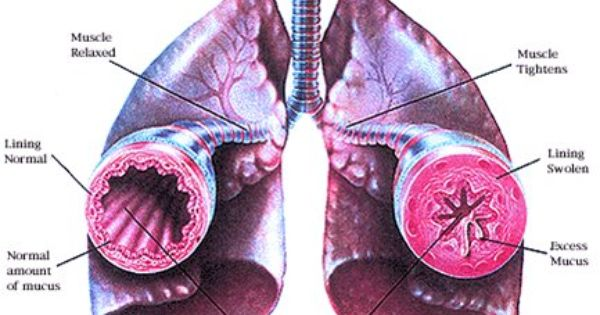 Muscle
Relaxed
Muscle
Tightens
Lining
Normal
Lining
Swolen
Normal
amount
of mucus
Excess
Mucus